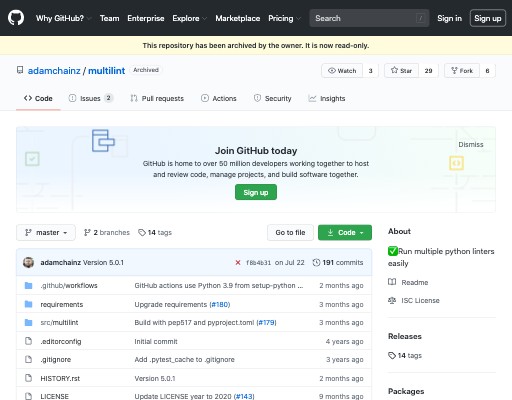 Why GitHub? Team Enterprise Explore Marketplace Pricing Search / Sign in Sign up
This repository has been archived by the owner. It is now read-only.
adamchainz / multilint Archived Watch 3 Star 29 Fork 6
Code Issues 2 Pull requests Actions Security Insights
Join GitHub today
Dismiss
GitHub is home to over 50 million developers working together to host
and review code, manage projects, and build software together.
Sign up
master 2 branches 14 tags Go to file Code
adamchainz Version 5.0.1 f8b4b31 on Jul 22 191 commits
.github/workflows GitHub actions use Python 3.9 from setup-python ... 2 months ago
requirements Upgrade requirements (#180) 3 months ago
src/multilint Build with pep517 and pyproject.toml (#179) 3 months ago
.editorconfig Initial commit 4 years ago
.gitignore Add .pytest_cache to .gitignore 3 years ago
HISTORY.rst Version 5.0.1 2 months ago
LICENSE Update LICENSE year to 2020 (#143) 9 months ago
About
✅Run multiple python linters
easily
Readme
ISC License
Releases
14 tags
Packages